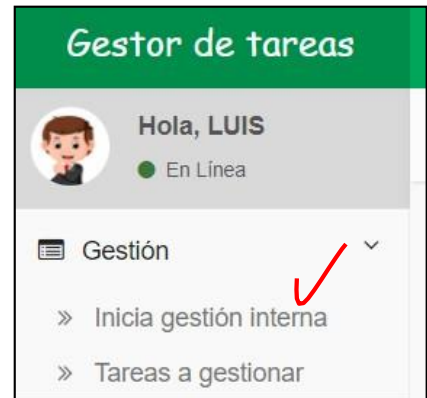 Gestor de tareas
Hola, LUIS
En Línea
Gestión
» Inicia gestión interna
» Tareas a gestionar